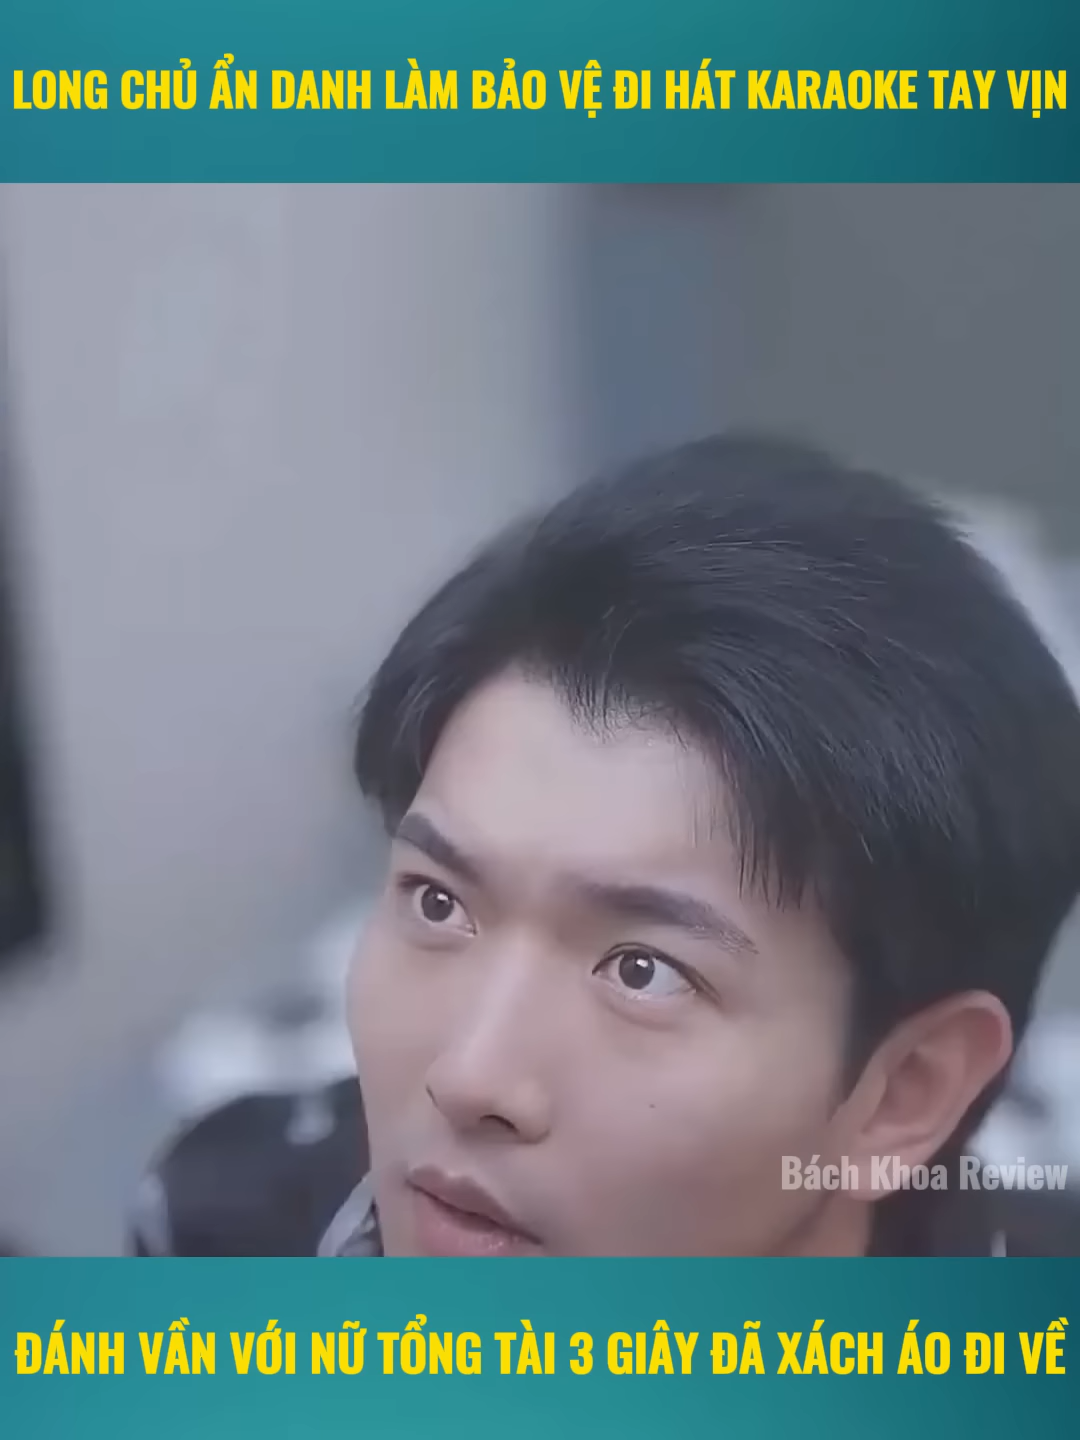 LONG CHỦ ẨN DANH LÀM BẢO VỆ ĐI HÁT KARAOKE TAY VỊN
Bách Khoa Review
ĐÁNH VẦN VỚI NỮ TỔNG TÀI 3 GIÂY ĐÃ XÁCH ÁO ĐI VỀ